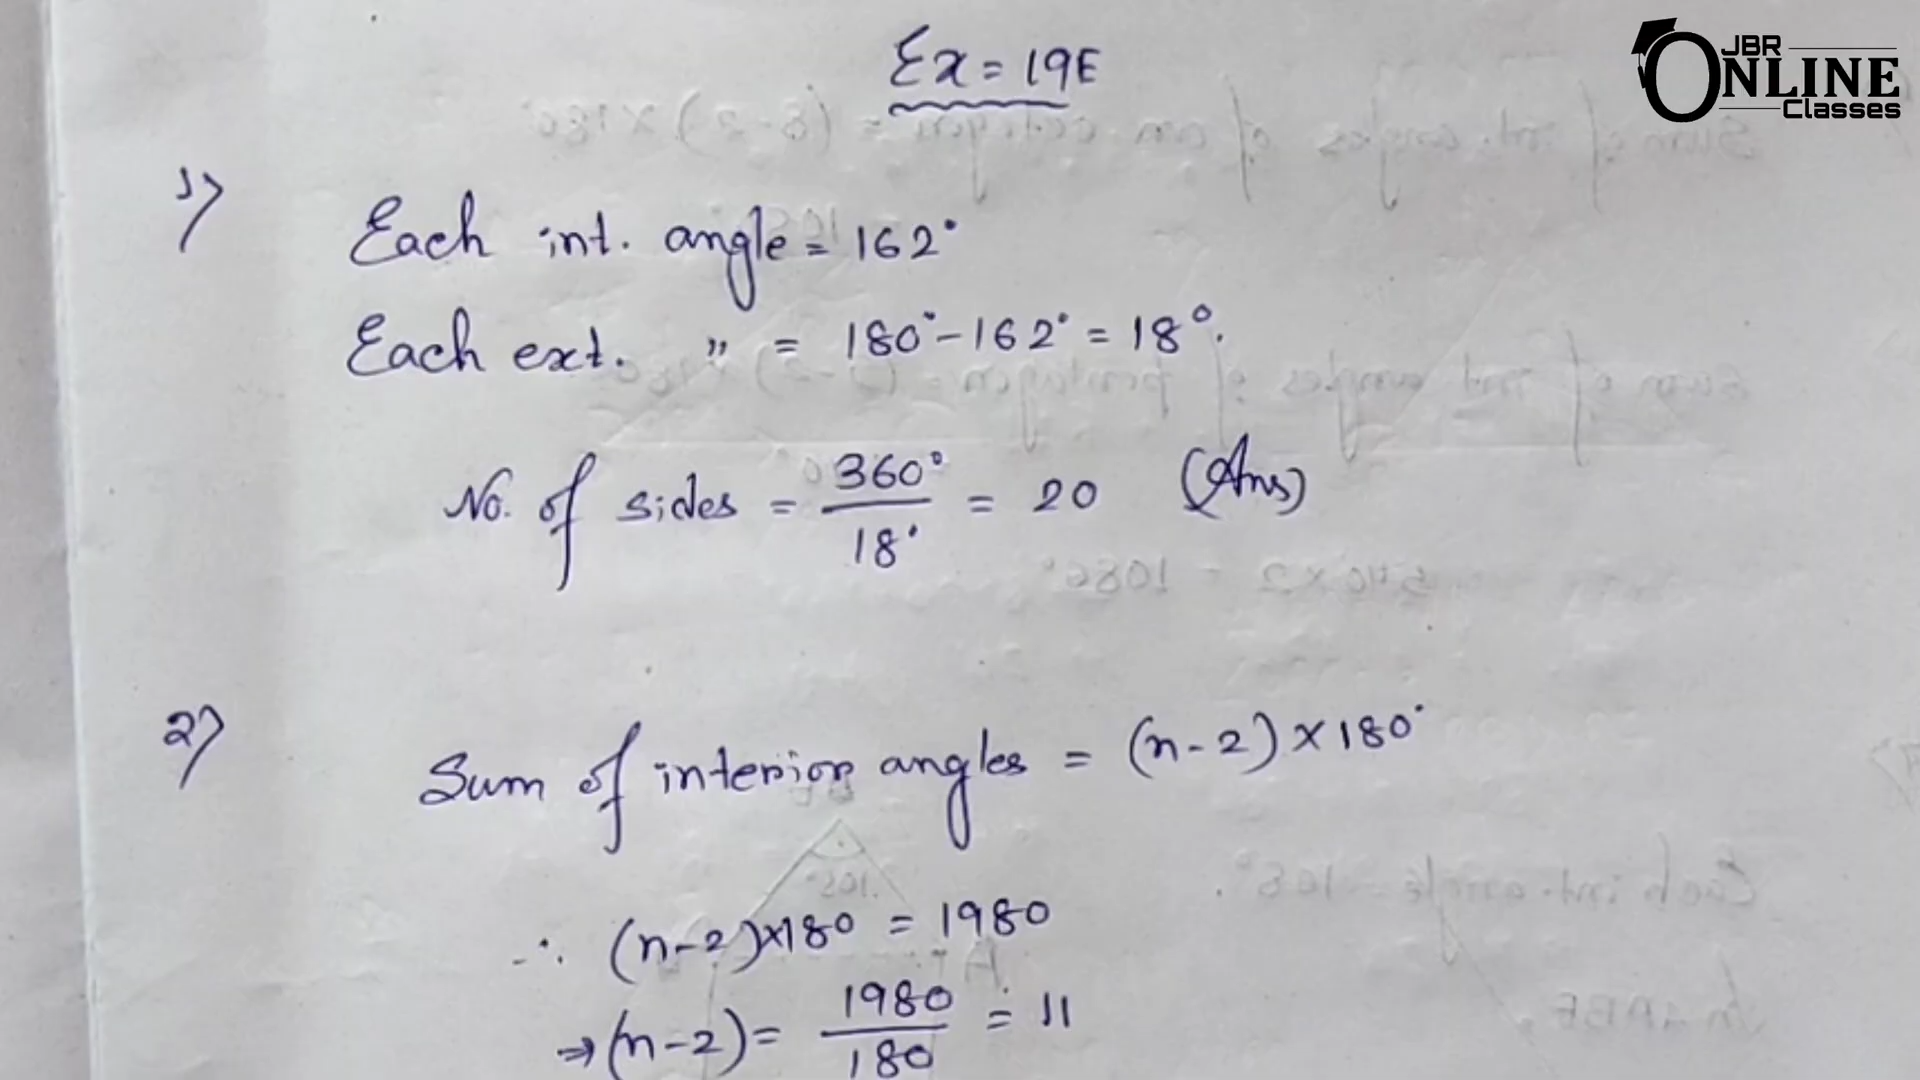 JBR
ONLINE
Classes
Ex = 19E
1) Each int. angle = 162°
Each ext. " = 180° - 162° = 18°.
No. of sides = 360° / 18° = 20 (Ans)
2) Sum of interior angles = (n-2) × 180°
∴ (n-2)×180 = 1980
⇒ (n-2) = 1980 / 180 = 11